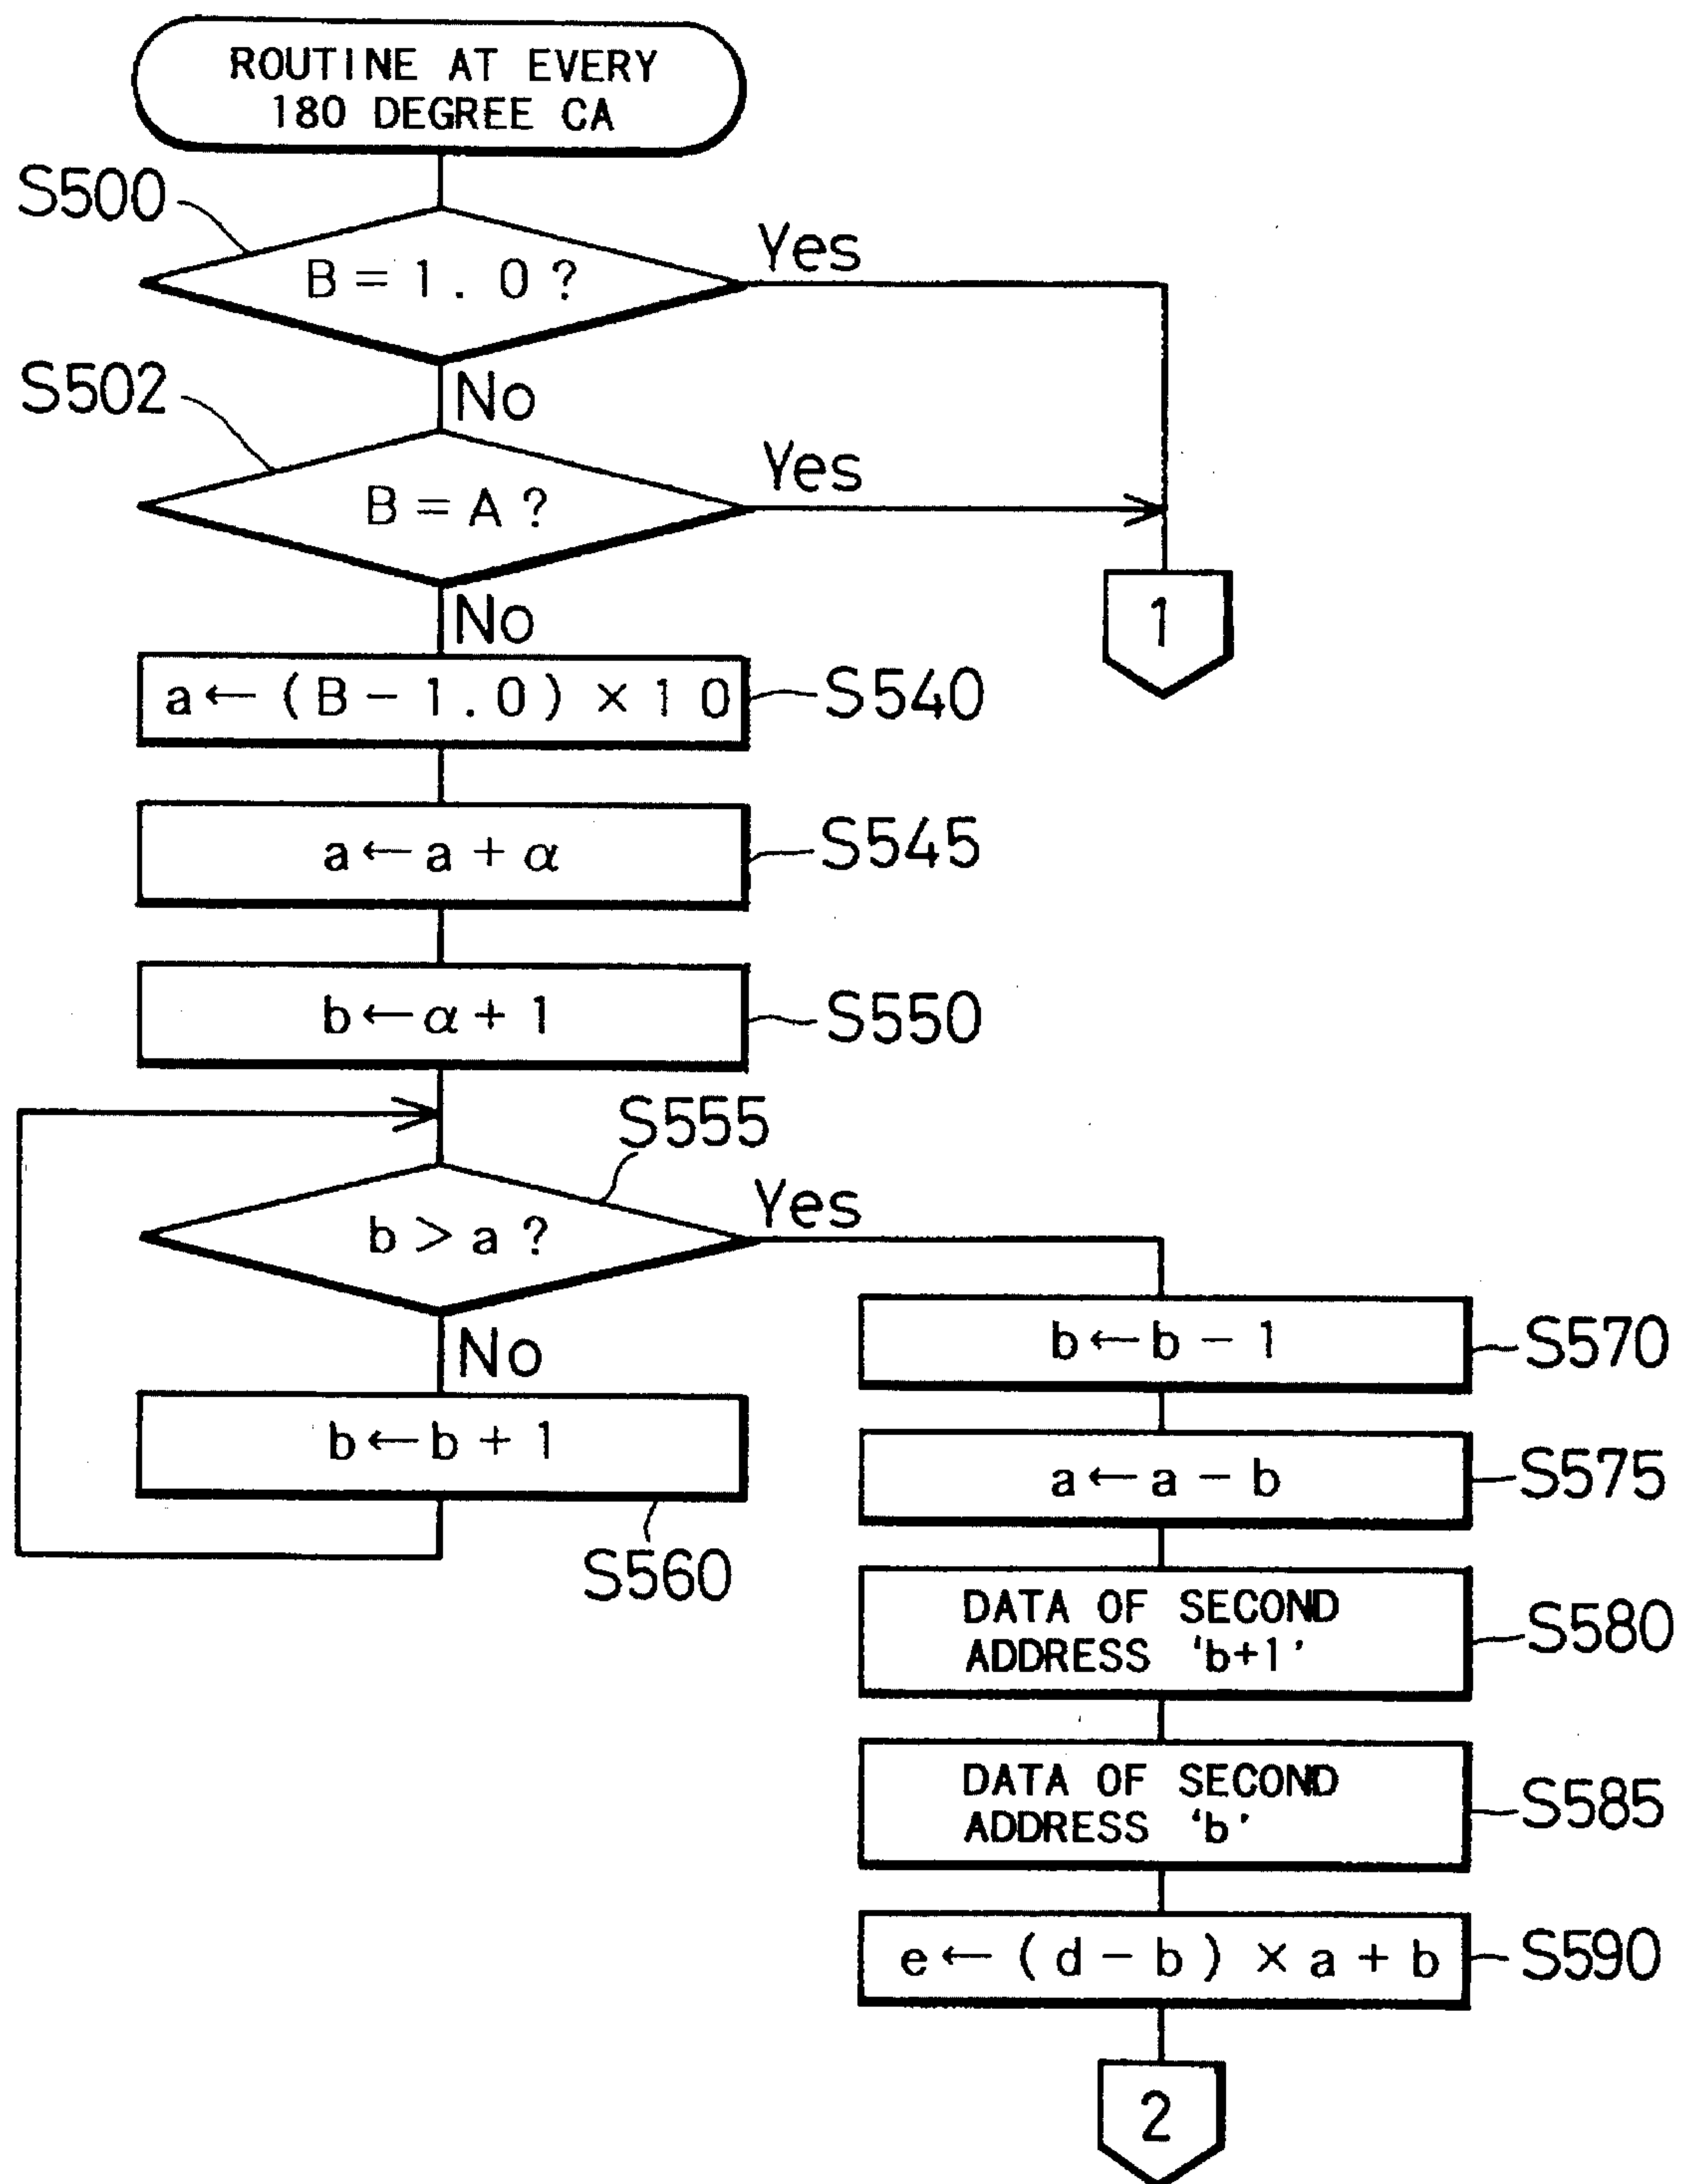 ROUTINE AT EVERY
180 DEGREE CA
S500
B = 1.0 ?
Yes
No
S502
B = A ?
Yes
No
1
a ← (B - 1.0) × 10
S540
a ← a + α
S545
b ← α + 1
S550
S555
b > a ?
Yes
No
b ← b + 1
S560
b ← b - 1
S570
a ← a - b
S575
DATA OF SECOND
ADDRESS 'b+1'
S580
DATA OF SECOND
ADDRESS 'b'
S585
e ← (d - b) × a + b
S590
2